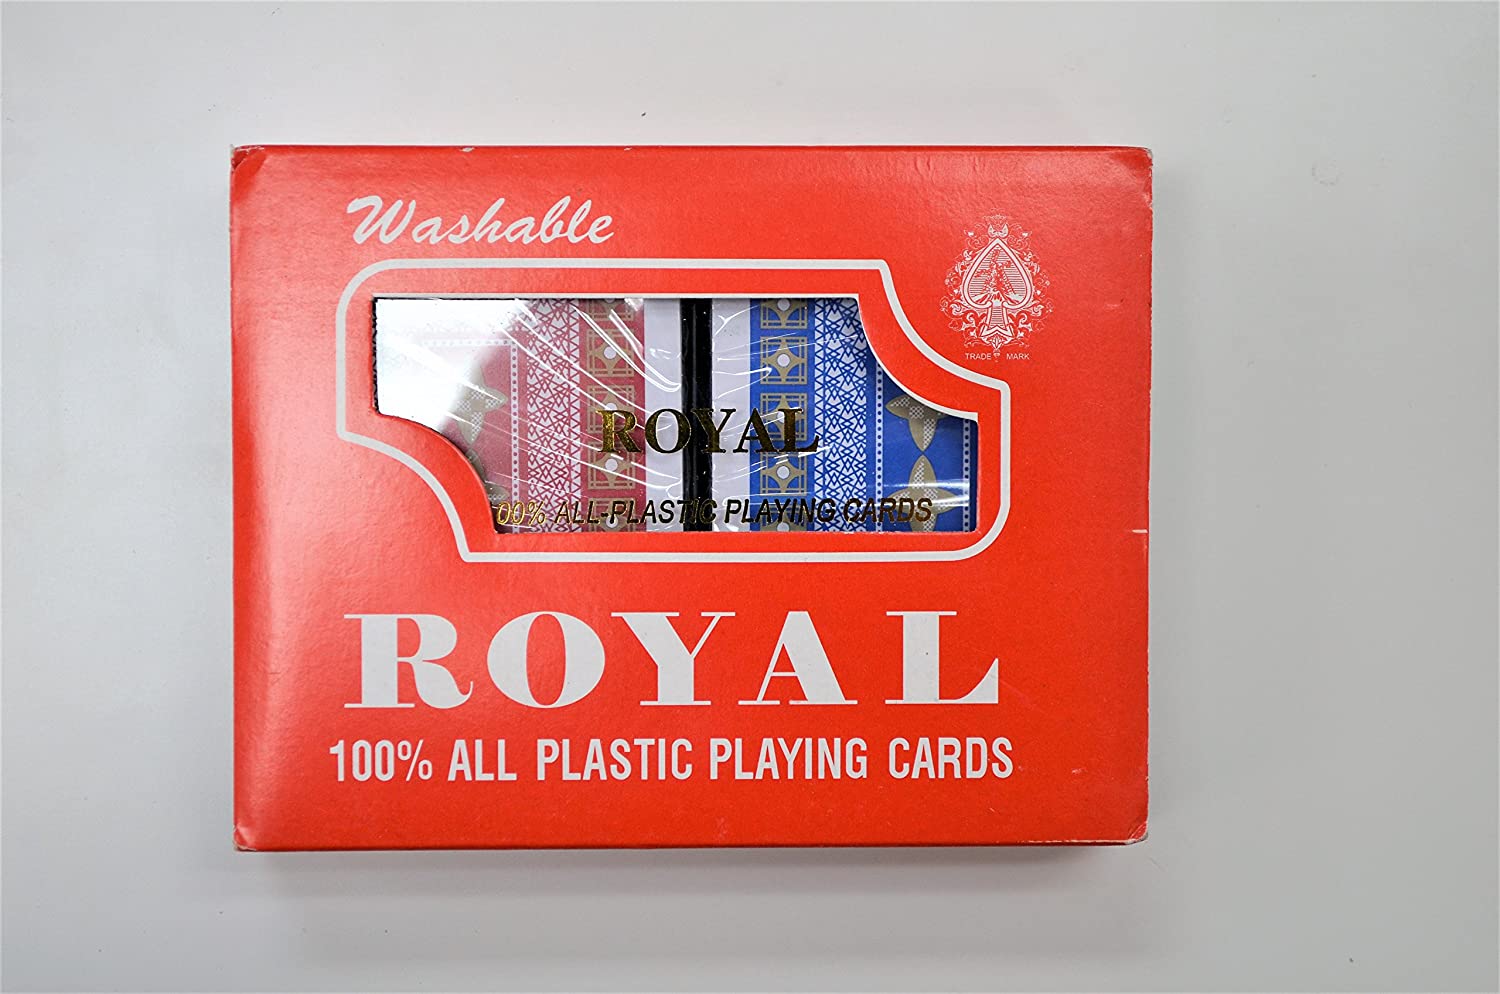 Washable
TRADE MARK
ROYAL
00% ALL-PLASTIC PLAYING CARDS
ROYAL
100% ALL PLASTIC PLAYING CARDS